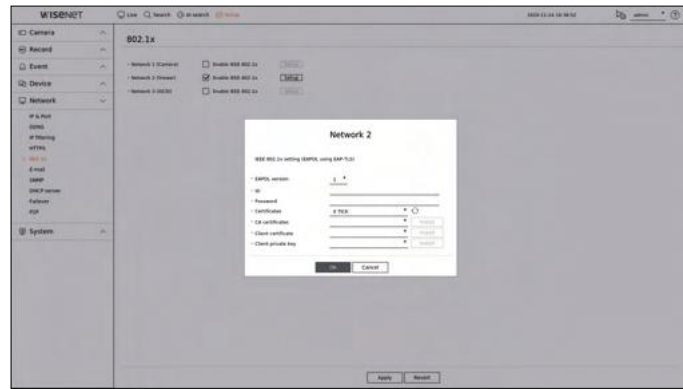 WISENET
Live Search AI search Setup
admin
Camera
802.1x
Record
Event
Device
Network
System
Network 1 (Camera) Enable IEEE 802.1x Setup
Network 2 (Viewer) Enable IEEE 802.1x Setup
Network 3 (iSCSI) Enable IEEE 802.1x Setup
IP & Port
DDNS
IP filtering
HTTPS
802.1x
E-mail
SNMP
DHCP server
Failover
P2P
Network 2
IEEE 802.1x setting (EAPOL using EAP-TLS)
EAPOL version 1
ID
Password
Certificates
CA certificates Install
Client certificate Install
Client private key Install
OK Cancel
Apply Revert